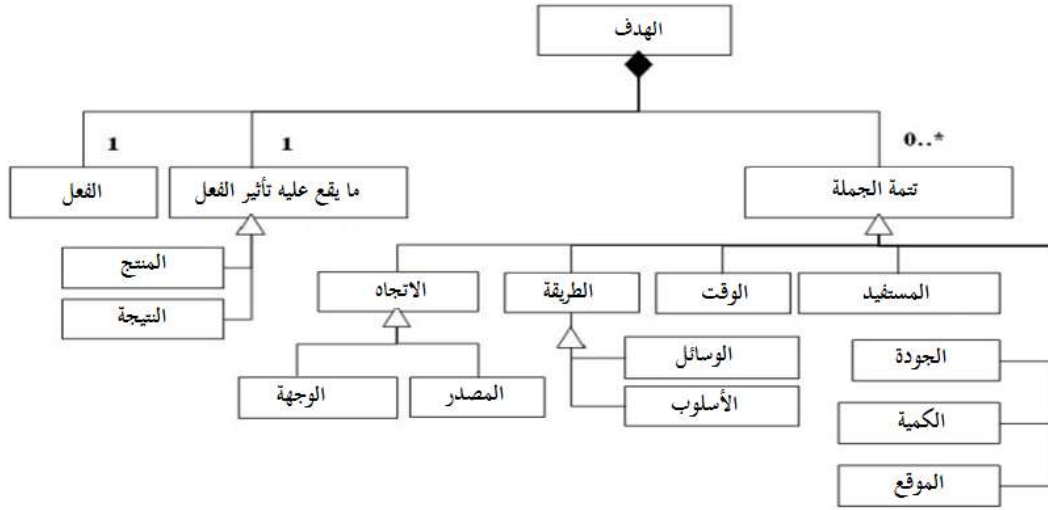 الهدف
0..*
1
1
تتمة الجملة
ما يقع عليه تأثير الفعل
الفعل
المستفيد
الوقت
الطريقة
الاتجاه
المنتج
النتيجة
الجودة
الوسائل
المصدر
الوجهة
الأسلوب
الكمية
الموقع